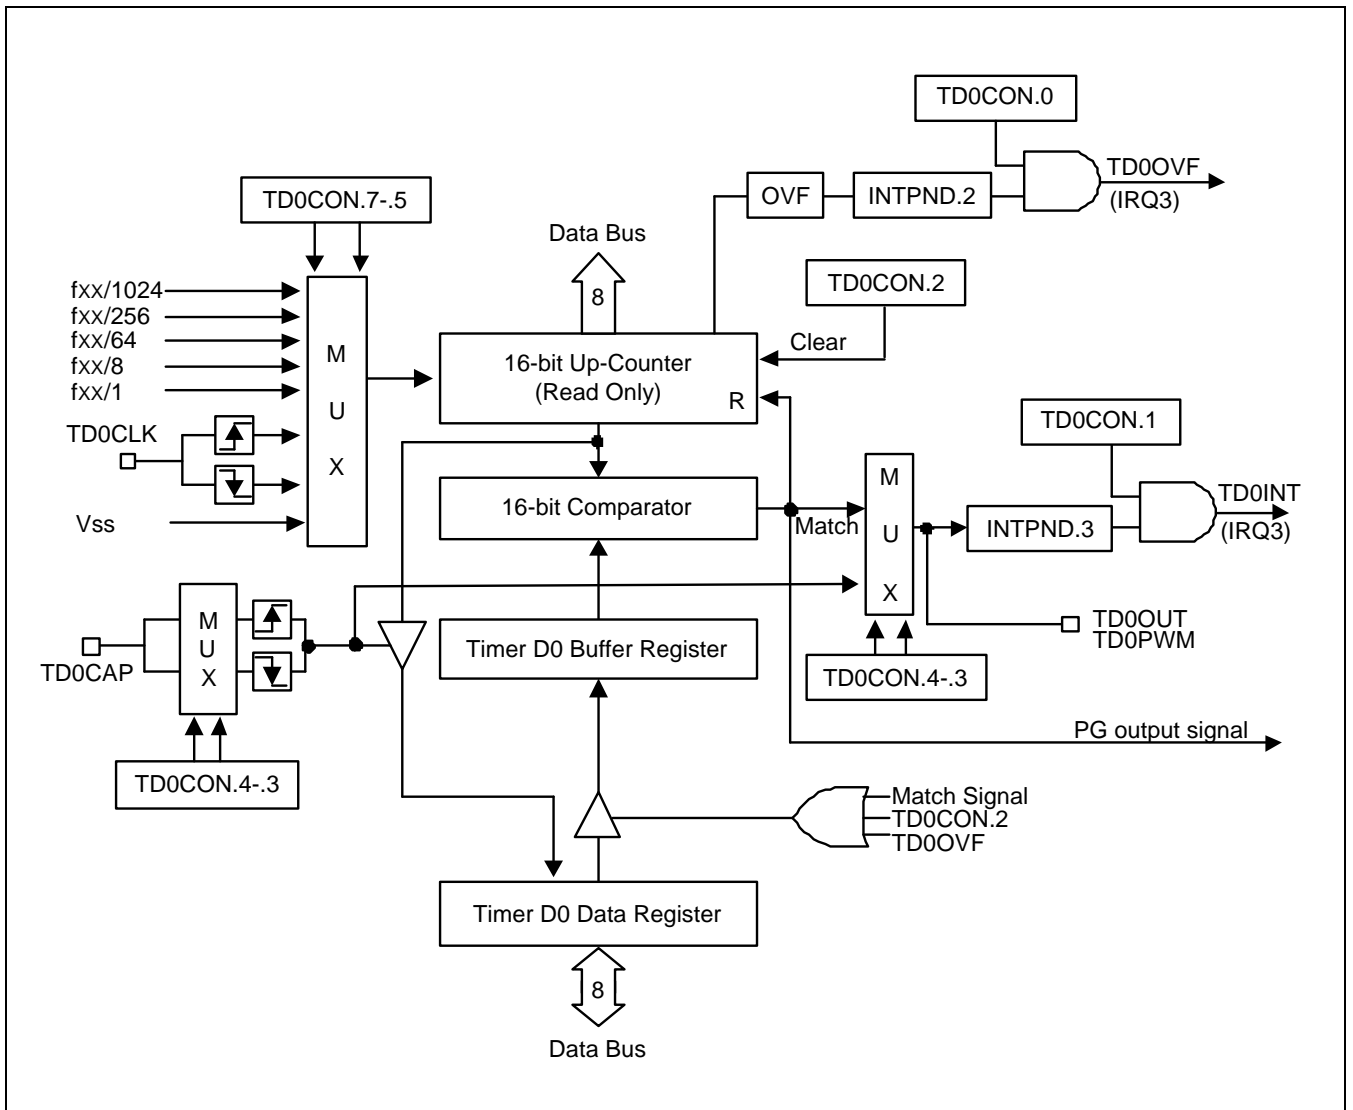 TD0CON.0
TD0OVF
(IRQ3)
OVF
INTPND.2
TD0CON.7-.5
Data Bus
8
TD0CON.2
Clear
fxx/1024
fxx/256
fxx/64
fxx/8
fxx/1
TD0CLK
Vss
M
U
X
16-bit Up-Counter
(Read Only)
R
16-bit Comparator
Match
M
U
X
TD0CON.1
INTPND.3
TD0INT
(IRQ3)
TD0OUT
TD0PWM
TD0CON.4-.3
TD0CAP
M
U
X
TD0CON.4-.3
Timer D0 Buffer Register
PG output signal
Match Signal
TD0CON.2
TD0OVF
Timer D0 Data Register
8
Data Bus